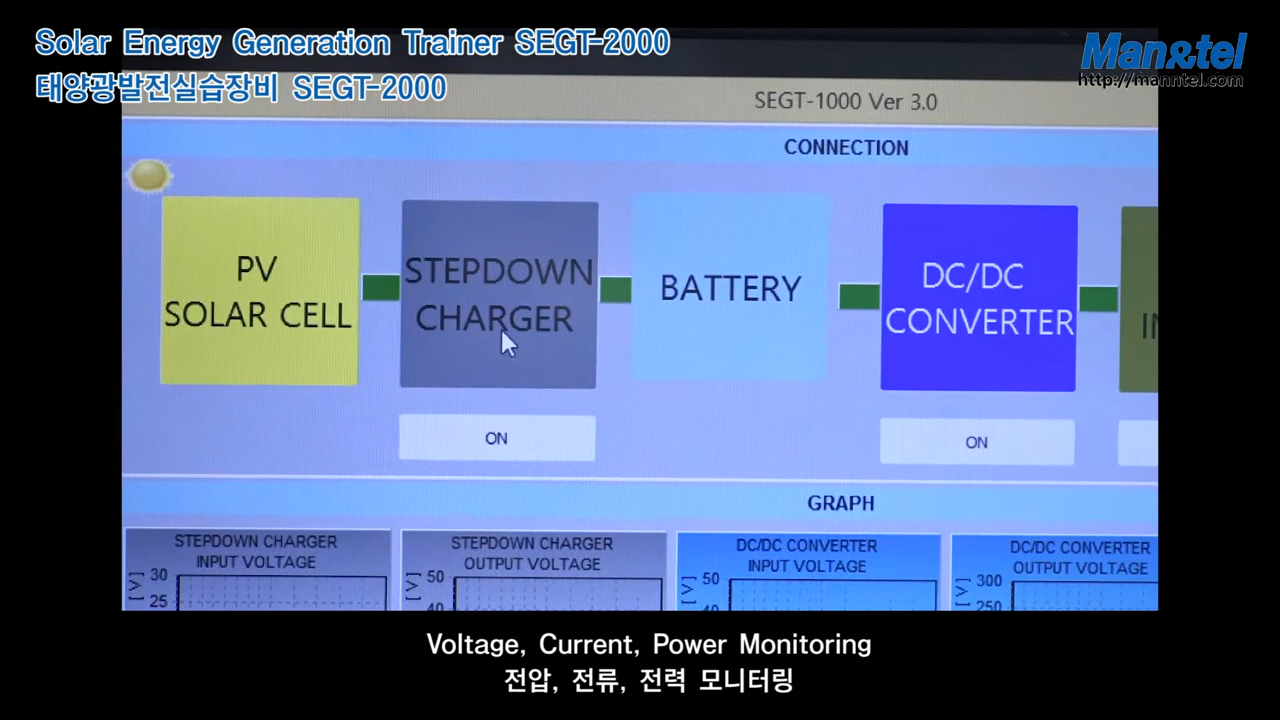 Solar Energy Generation Trainer SEGT-2000
태양광발전실습장비 SEGT-2000
Man&tel
http://manntel.com
SEGT-1000 Ver 3.0
CONNECTION
PV
SOLAR CELL
STEPDOWN
CHARGER
BATTERY
DC/DC
CONVERTER
ON
ON
GRAPH
STEPDOWN CHARGER
INPUT VOLTAGE
[V]
30
25
STEPDOWN CHARGER
OUTPUT VOLTAGE
[V]
50
40
DC/DC CONVERTER
INPUT VOLTAGE
[V]
50
40
DC/DC CONVERTER
OUTPUT VOLTAGE
[V]
300
250
Voltage, Current, Power Monitoring
전압, 전류, 전력 모니터링